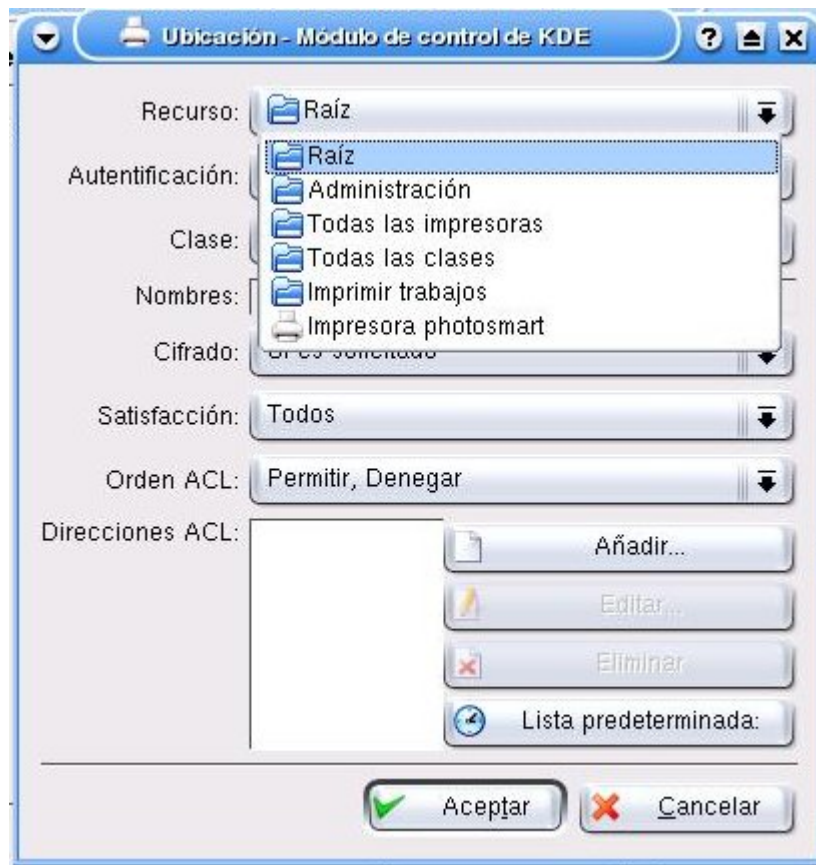 Ubicación - Módulo de control de KDE
Recurso: Raíz
Raíz
Autentificación:
Administración
Todas las impresoras
Clase:
Todas las clases
Nombres:
Imprimir trabajos
Impresora photosmart
Cifrado:
Satisfacción: Todos
Orden ACL: Permitir, Denegar
Direcciones ACL:
Añadir...
Editar...
Eliminar
Lista predeterminada:
Aceptar
Cancelar